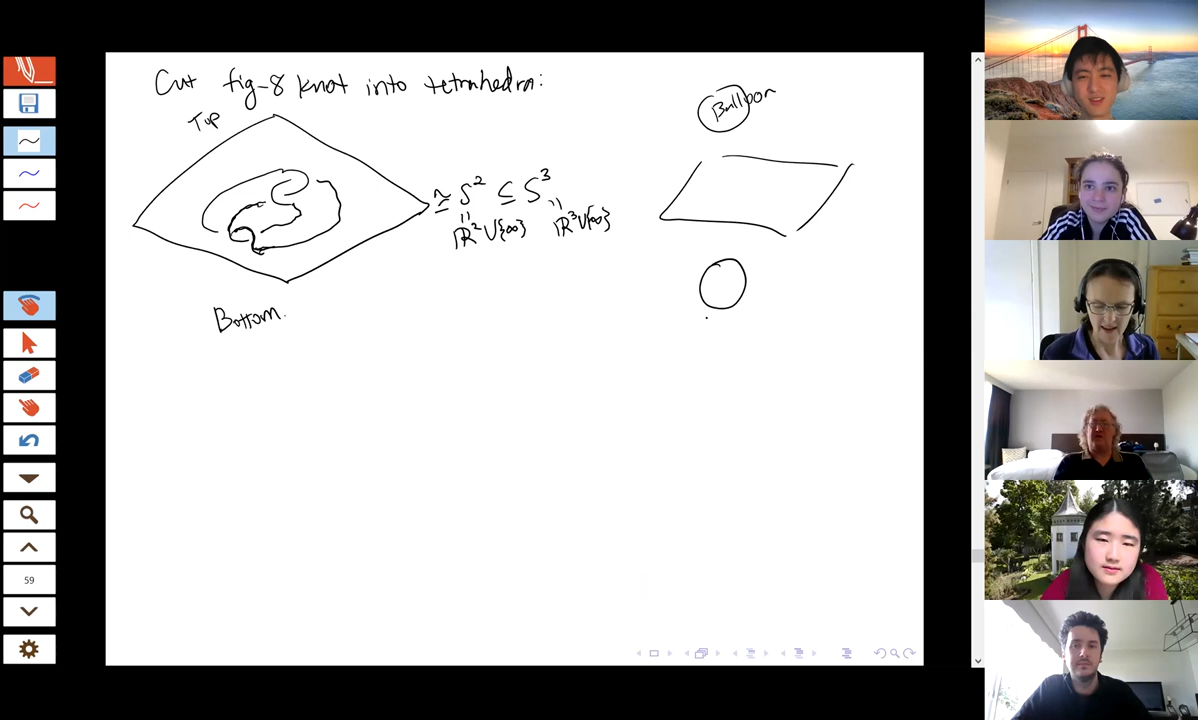 Cut fig-8 knot into tetrahedra:
Top
Balloon
≅ S² ⊆ S³
ℝ²∪{∞} ℝ³∪{∞}
Bottom.
59